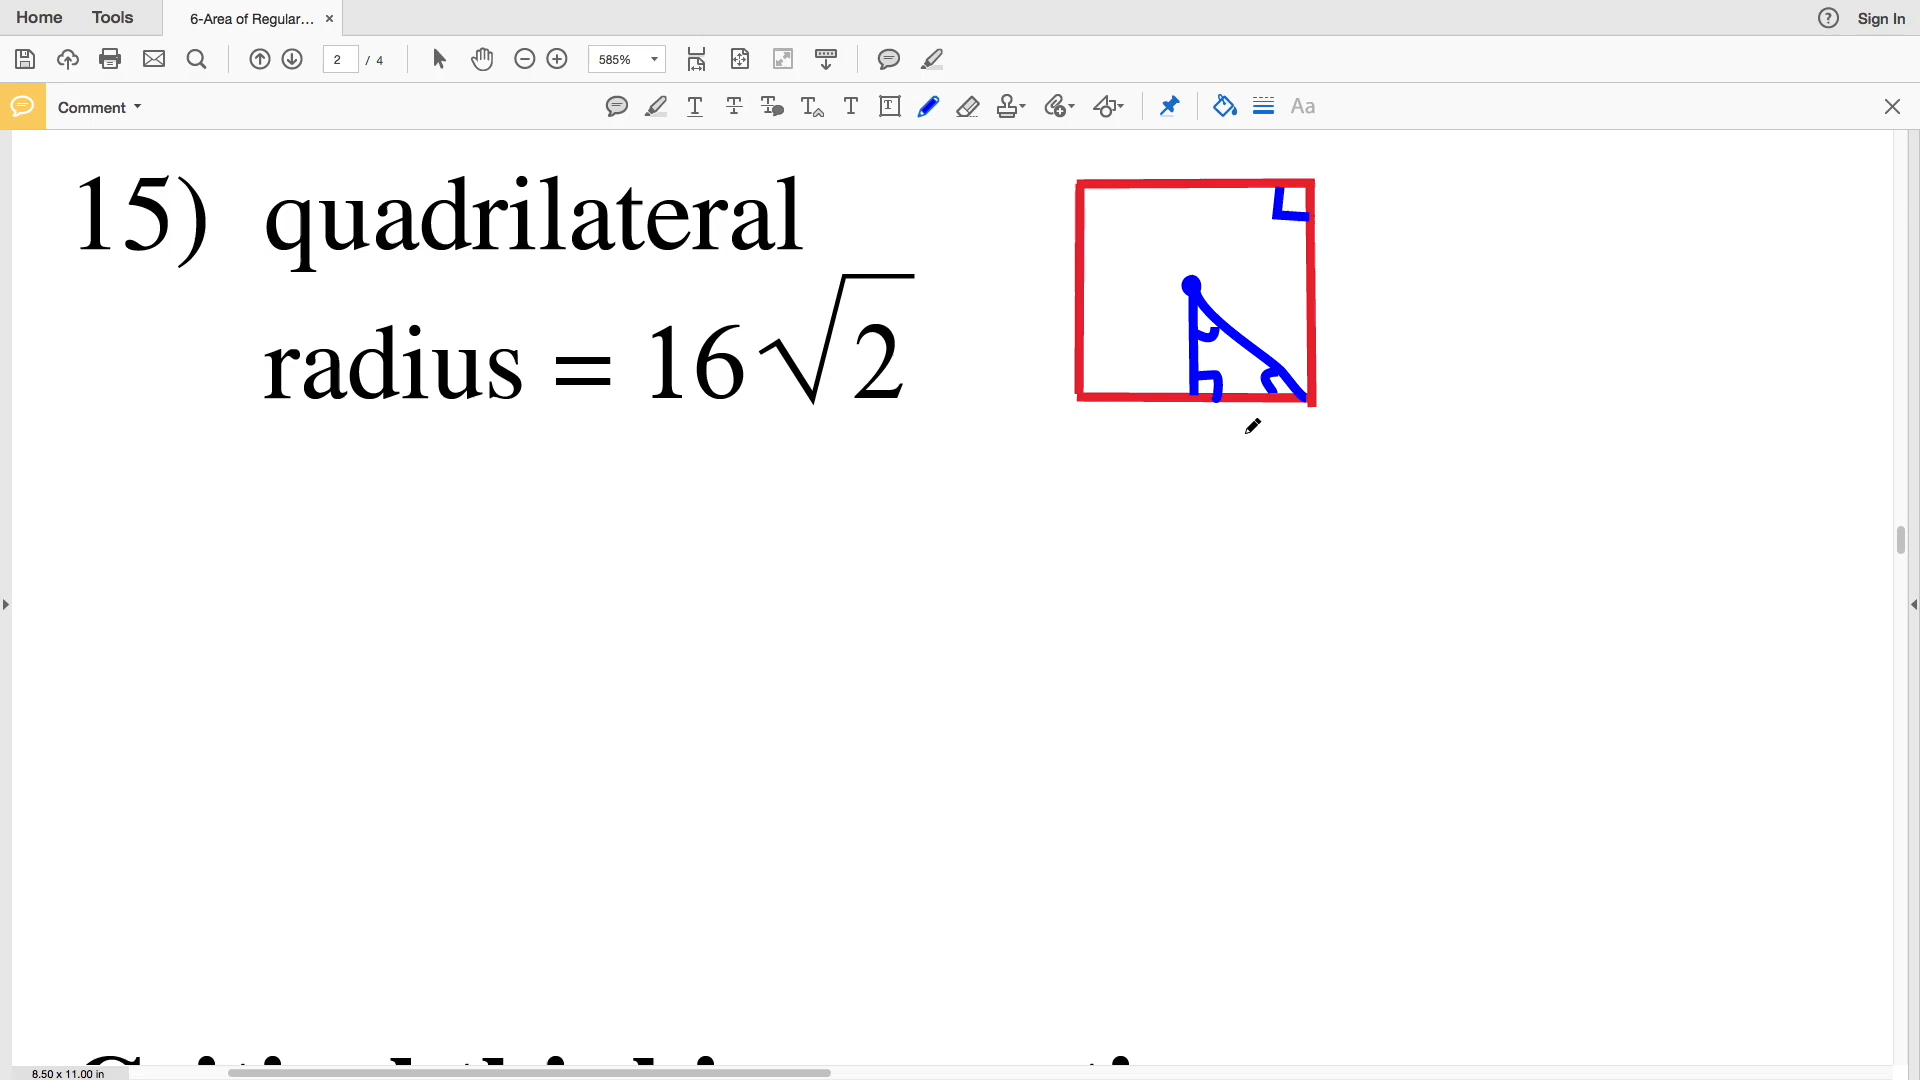 Home Tools 6-Area of Regular... × Sign In
2 / 4 585%
Comment Aa
15) quadrilateral
radius = 16√2
8.50 x 11.00 in